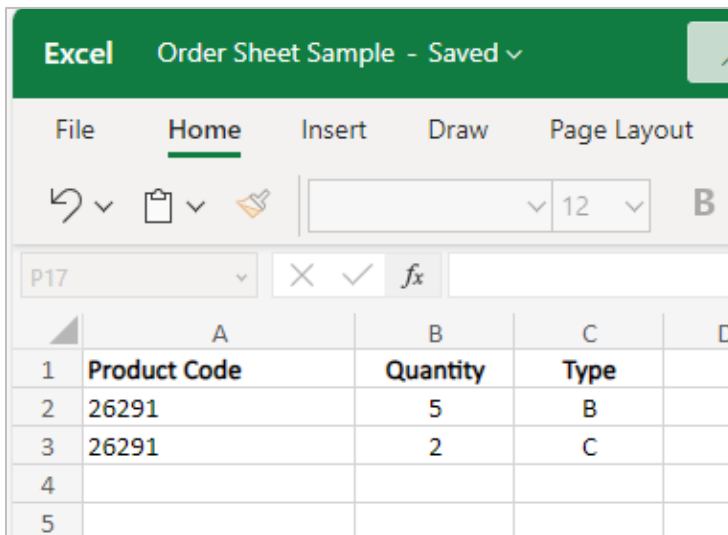 Excel Order Sheet Sample - Saved
File Home Insert Draw Page Layout
12 B
P17 fx
A B C
1 Product Code Quantity Type
2 26291 5 B
3 26291 2 C
4
5